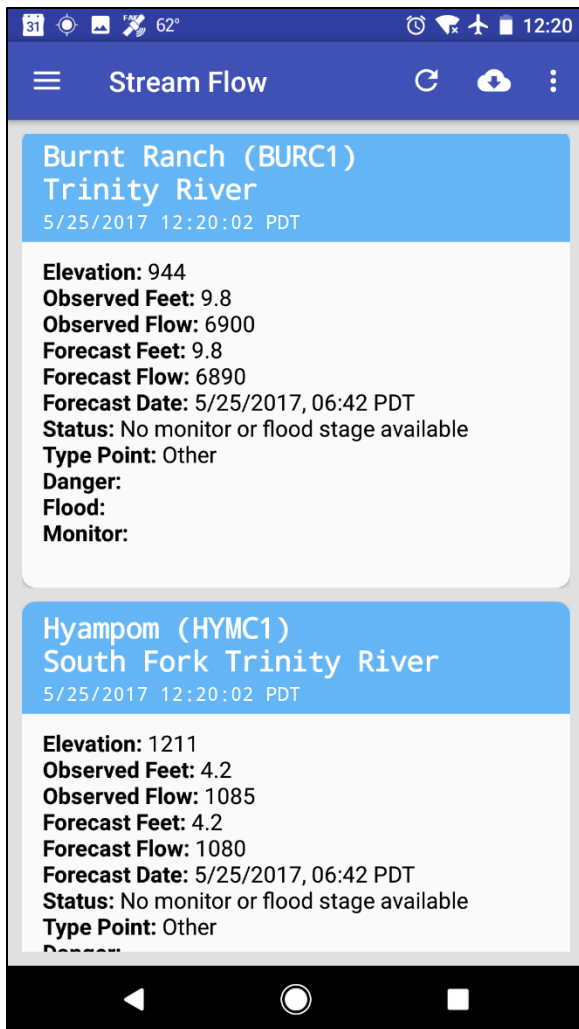 31 FAKE 62° 12:20
Stream Flow
Burnt Ranch (BURC1)
Trinity River
5/25/2017 12:20:02 PDT
Elevation: 944
Observed Feet: 9.8
Observed Flow: 6900
Forecast Feet: 9.8
Forecast Flow: 6890
Forecast Date: 5/25/2017, 06:42 PDT
Status: No monitor or flood stage available
Type Point: Other
Danger:
Flood:
Monitor:
Hyampom (HYMC1)
South Fork Trinity River
5/25/2017 12:20:02 PDT
Elevation: 1211
Observed Feet: 4.2
Observed Flow: 1085
Forecast Feet: 4.2
Forecast Flow: 1080
Forecast Date: 5/25/2017, 06:42 PDT
Status: No monitor or flood stage available
Type Point: Other
Danger: